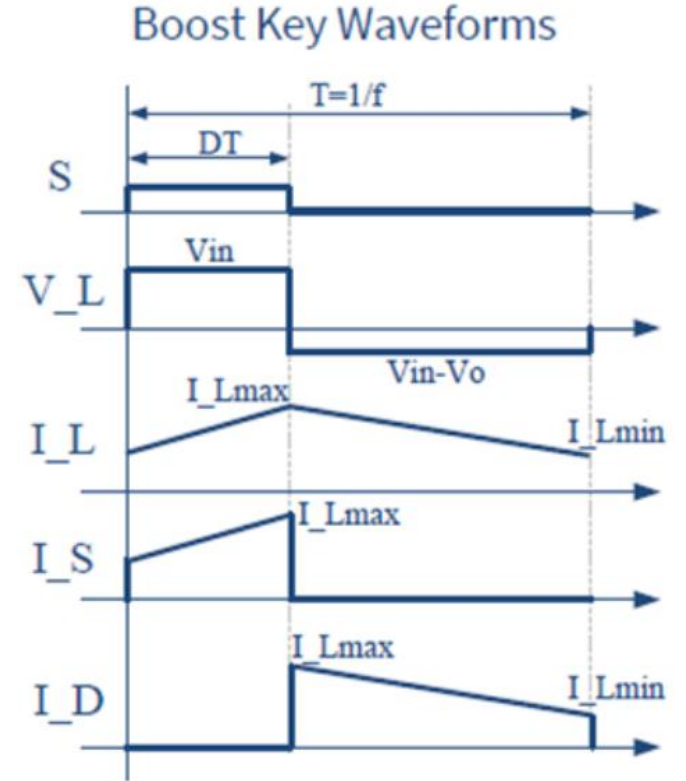 Boost Key Waveforms
T=1/f
DT
S
Vin
V_L
Vin-Vo
I_Lmax
I_L
I_Lmin
I_Lmax
I_S
I_Lmax
I_D
I_Lmin